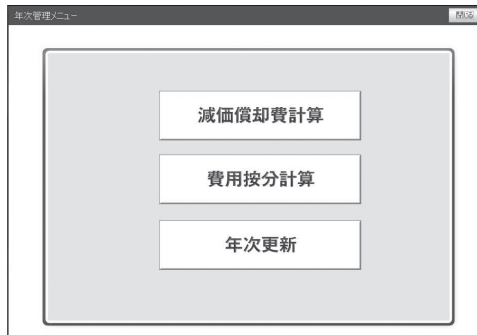 年次管理メニュー
閉じる
減価償却費計算
費用按分計算
年次更新